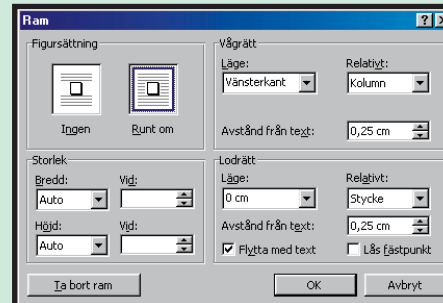 Ram
Figursättning
Ingen
Runt om
Vågrätt
Läge:
Relativt:
Vänsterkant
Kolumn
Avstånd från text:
0,25 cm
Storlek
Bredd:
Vid:
Auto
Höjd:
Vid:
Auto
Lodrätt
Läge:
Relativt:
0 cm
Stycke
Avstånd från text:
0,25 cm
Flytta med text
Lås fästpunkt
Ta bort ram
OK
Avbryt